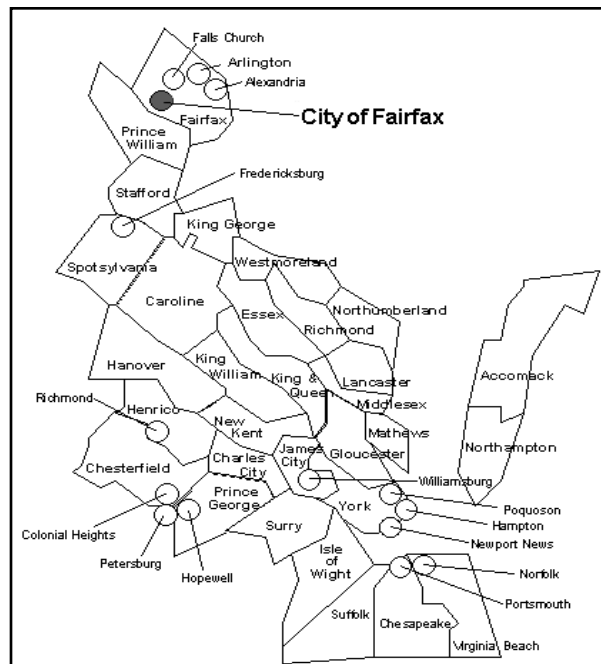 Falls Church
Arlington
Alexandria
City of Fairfax
Fairfax
Prince
William
Stafford
Fredericksburg
King George
Spotsylvania
Westmoreland
Caroline
Essex
Northumberland
Richmond
Hanover
King
William
King &
Queen
Lancaster
Accomack
Richmond
Henrico
Middlesex
New
Kent
Mathews
Northampton
James
City
Gloucester
Chesterfield
Charles
City
Williamsburg
Prince
George
York
Poquoson
Hampton
Colonial Heights
Surry
Newport News
Petersburg
Isle
of
Wight
Hopewell
Norfolk
Portsmouth
Suffolk
Chesapeake
Virginia Beach